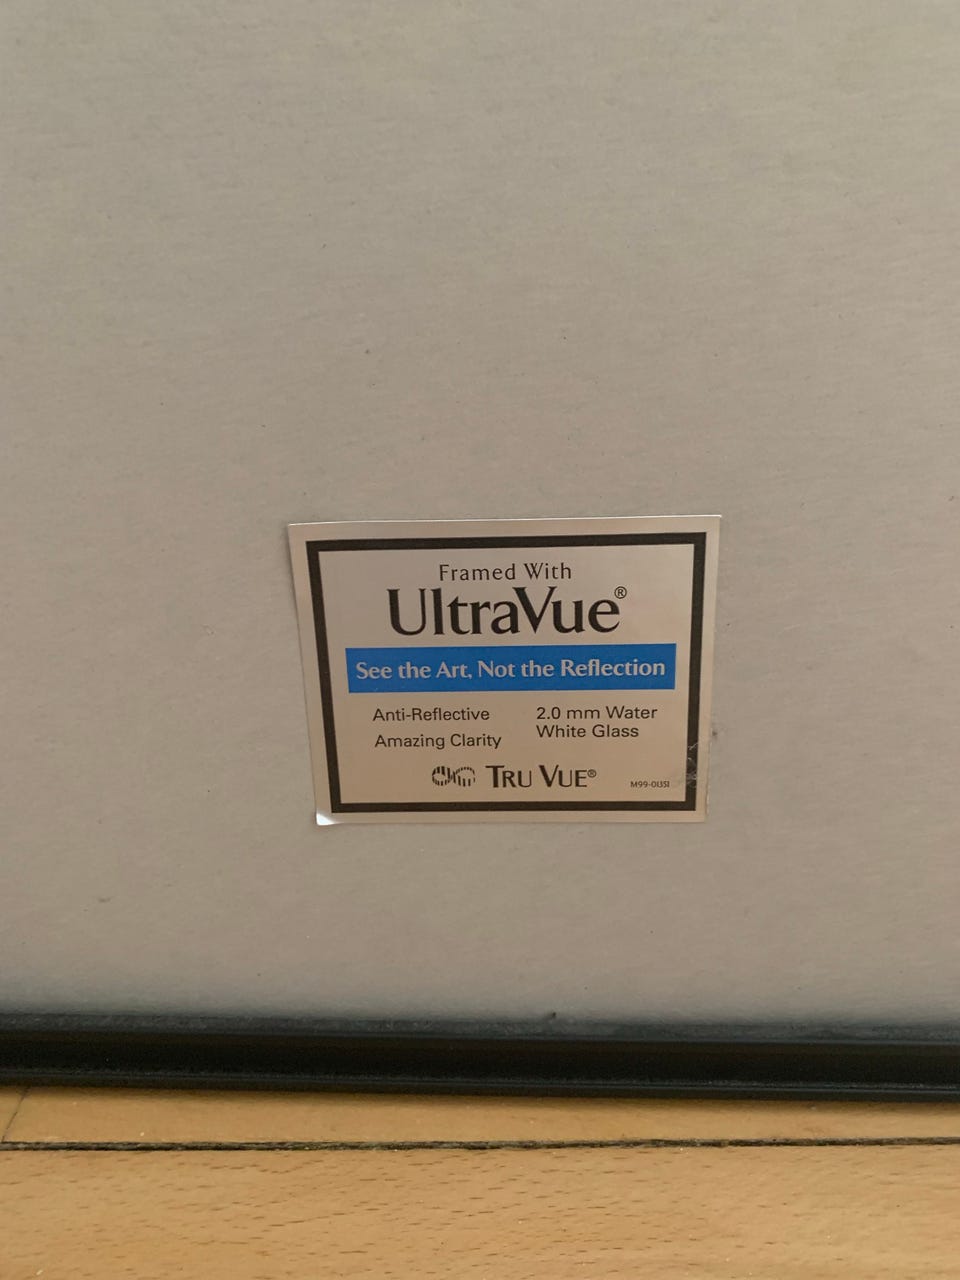 Framed With
UltraVue®
See the Art, Not the Reflection
Anti-Reflective
Amazing Clarity
2.0 mm Water
White Glass
TRU VUE®
M99-01351